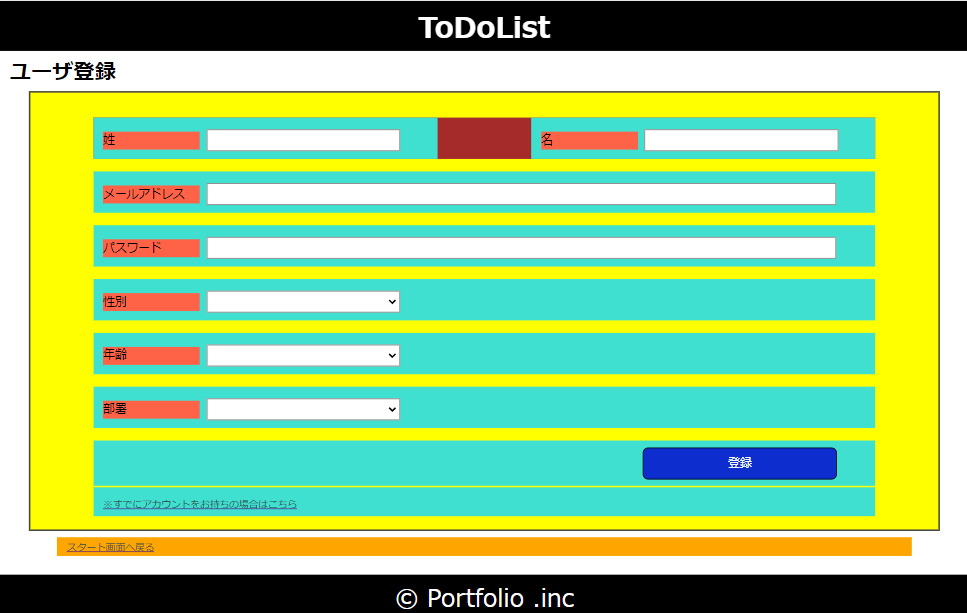 ToDoList
ユーザ登録
姓 名
メールアドレス
パスワード
性別
年齢
部署
登録
※すでにアカウントをお持ちの場合はこちら
スタート画面へ戻る
© Portfolio .inc